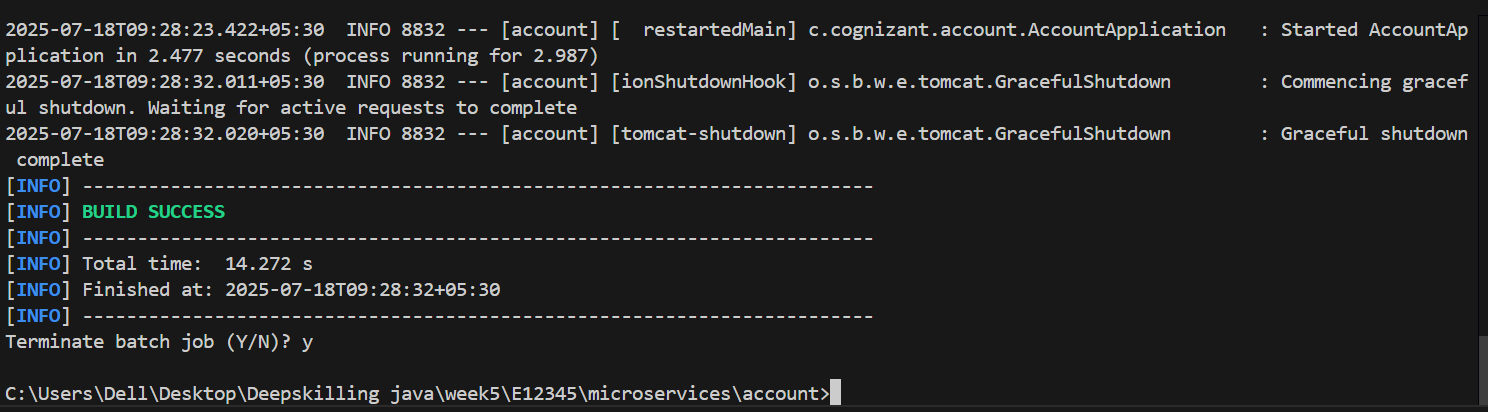 2025-07-18T09:28:23.422+05:30  INFO 8832 --- [account] [  restartedMain] c.cognizant.account.AccountApplication   : Started AccountAp
plication in 2.477 seconds (process running for 2.987)
2025-07-18T09:28:32.011+05:30  INFO 8832 --- [account] [ionShutdownHook] o.s.b.w.e.tomcat.GracefulShutdown        : Commencing gracef
ul shutdown. Waiting for active requests to complete
2025-07-18T09:28:32.020+05:30  INFO 8832 --- [account] [tomcat-shutdown] o.s.b.w.e.tomcat.GracefulShutdown        : Graceful shutdown
 complete
[INFO] ------------------------------------------------------------------------
[INFO] BUILD SUCCESS
[INFO] ------------------------------------------------------------------------
[INFO] Total time:  14.272 s
[INFO] Finished at: 2025-07-18T09:28:32+05:30
[INFO] ------------------------------------------------------------------------
Terminate batch job (Y/N)? y
C:\Users\Dell\Desktop\Deepskilling java\week5\E12345\microservices\account>